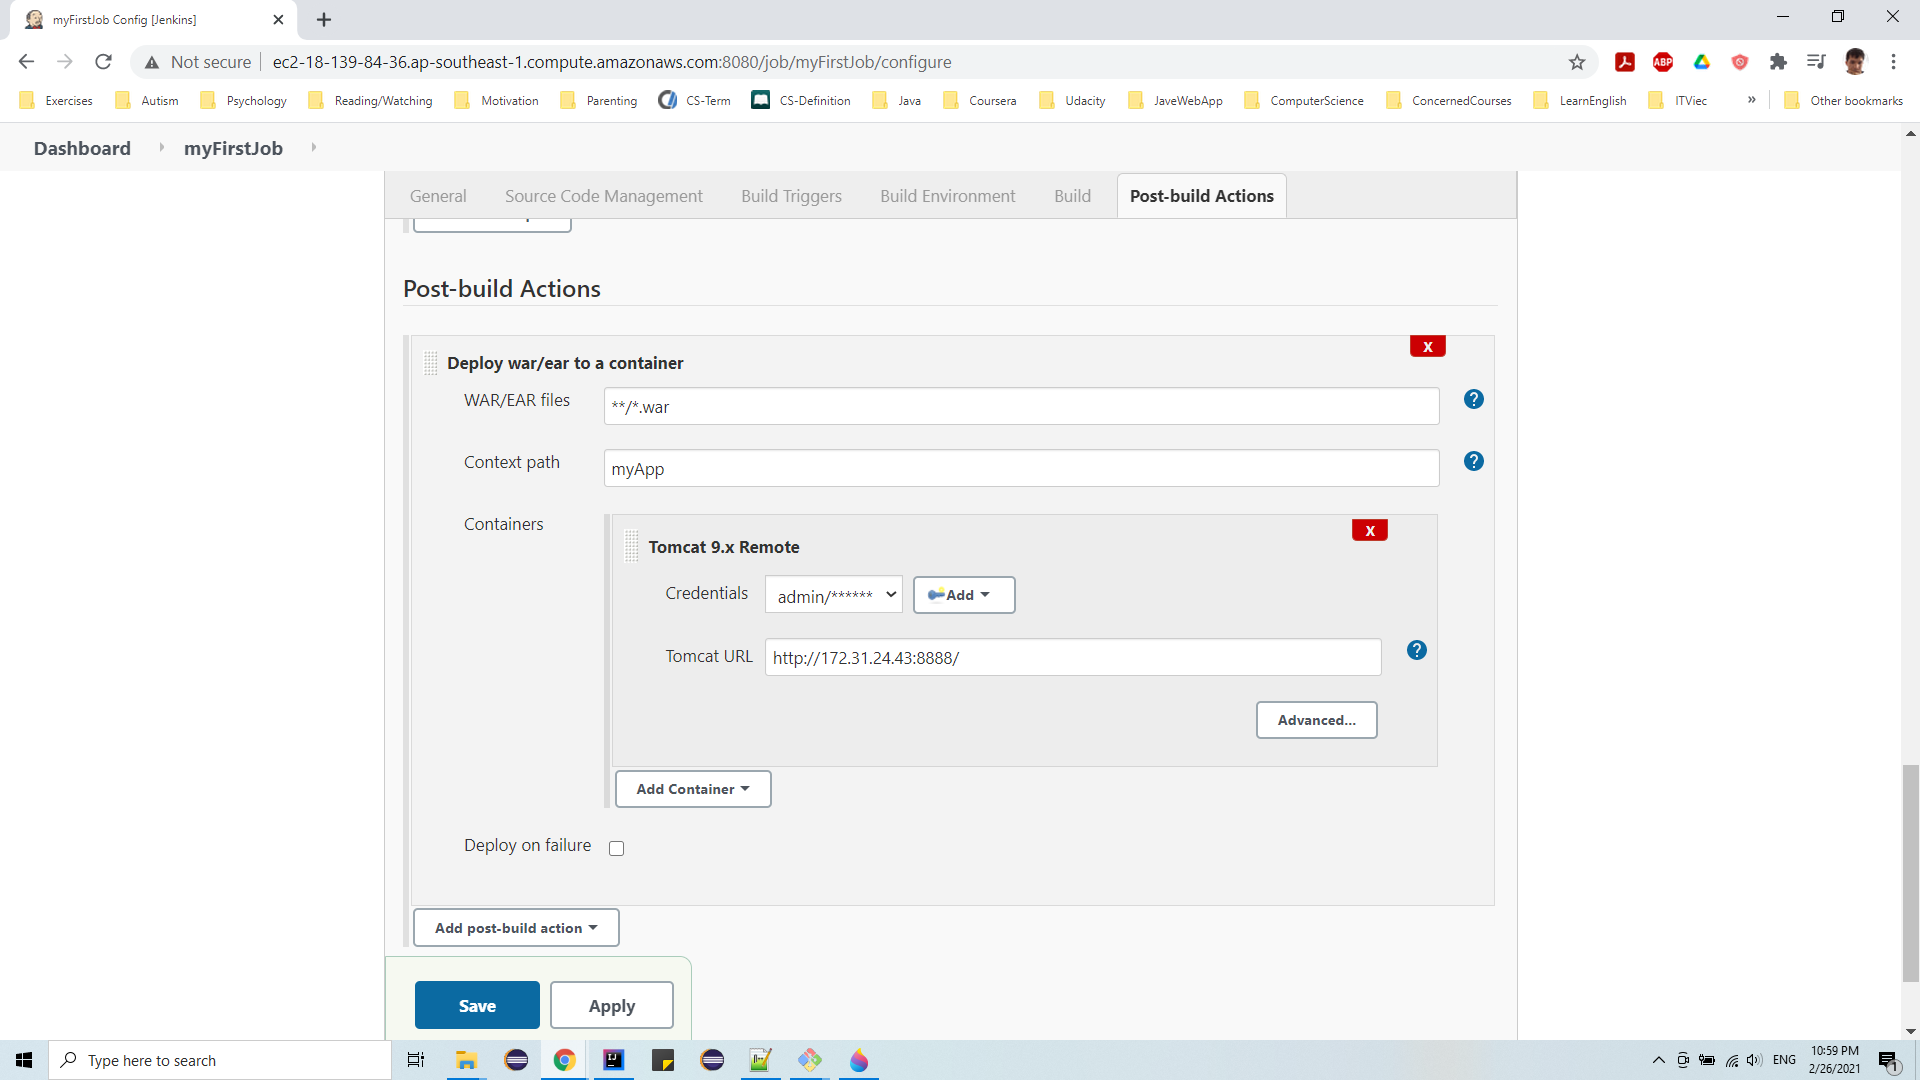 myFirstJob Config [Jenkins]
Not secure
ec2-18-139-84-36.ap-southeast-1.compute.amazonaws.com:8080/job/myFirstJob/configure
ABP
Exercises Autism Psychology Reading/Watching Motivation Parenting CS-Term CS-Definition Java Coursera Udacity JaveWebApp ComputerScience ConcernedCourses LearnEnglish ITViec » Other bookmarks
Dashboard myFirstJob
General Source Code Management Build Triggers Build Environment Build Post-build Actions
Post-build Actions
X
Deploy war/ear to a container
WAR/EAR files **/*.war ?
Context path myApp ?
Containers
X
Tomcat 9.x Remote
Credentials admin/****** Add
Tomcat URL http://172.31.24.43:8888/ ?
Advanced...
Add Container
Deploy on failure
Add post-build action
Save Apply
Type here to search
ENG
10:59 PM
2/26/2021
1